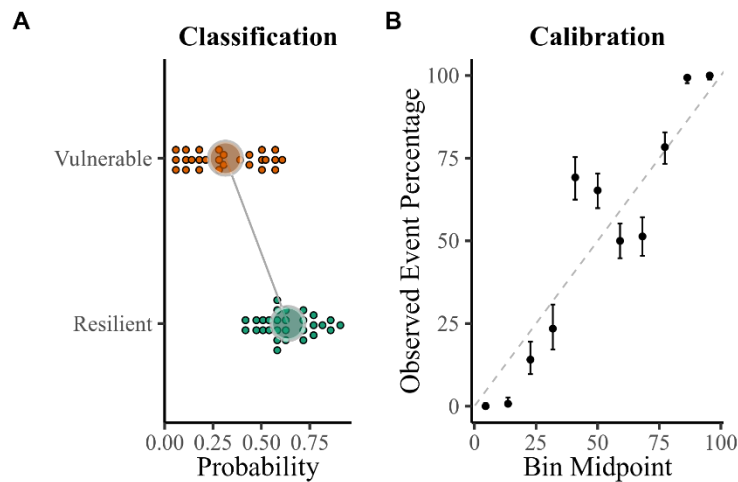 A
Classification
Vulnerable
Resilient
0.00 0.25 0.50 0.75
Probability
B
Calibration
Observed Event Percentage
100
75
50
25
0
0 25 50 75 100
Bin Midpoint